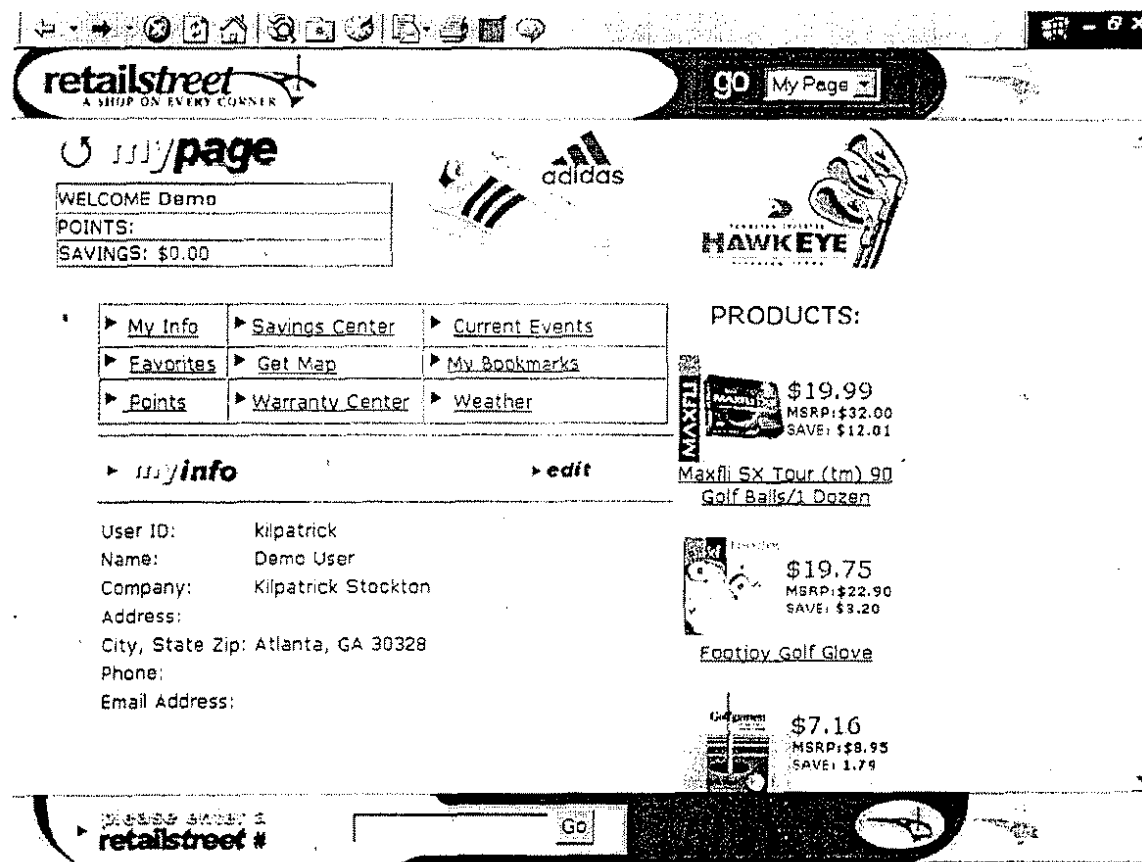 retailstreet
A SHOP ON EVERY CORNER
go My Page
mypage
WELCOME Demo
POINTS:
SAVINGS: $0.00
adidas
HAWKEYE
My Info Savings Center Current Events
Favorites Get Map My Bookmarks
Points Warranty Center Weather
myinfo edit
User ID: kilpatrick
Name: Demo User
Company: Kilpatrick Stockton
Address:
City, State Zip: Atlanta, GA 30328
Phone:
Email Address:
PRODUCTS:
MAXFLI
$19.99
MSRP:$32.00
SAVE: $12.01
Maxfli SX Tour (tm) 90
Golf Balls/1 Dozen
$19.75
MSRP:$22.90
SAVE: $3.20
Footjoy Golf Glove
$7.16
MSRP:$8.95
SAVE: 1.79
please enter a
retailstreet #
Go